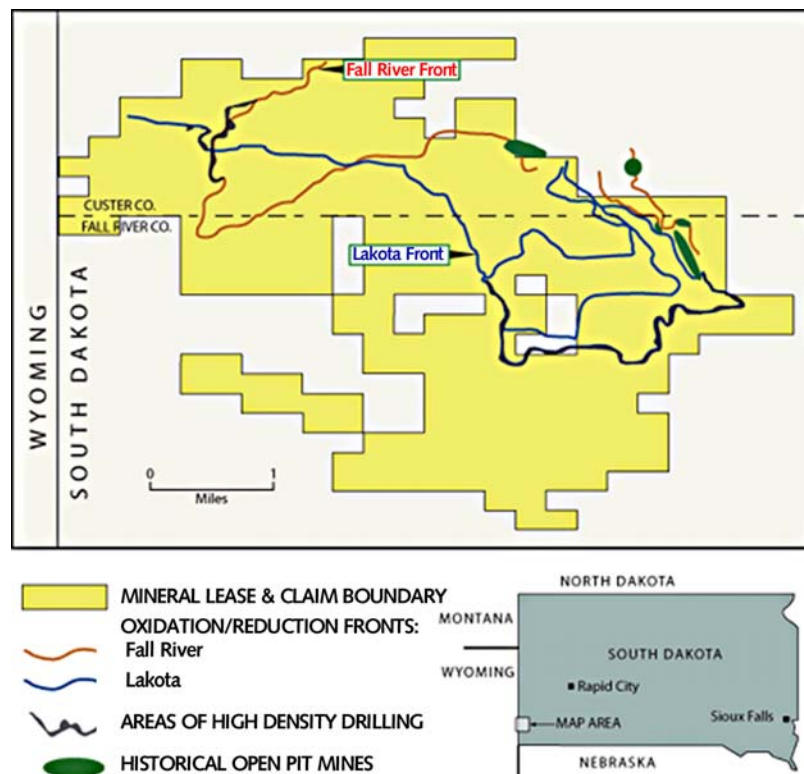 Fall River Front
CUSTER CO.
FALL RIVER CO.
Lakota Front
WYOMING
SOUTH DAKOTA
0 1
Miles
MINERAL LEASE & CLAIM BOUNDARY
OXIDATION/REDUCTION FRONTS:
Fall River
Lakota
AREAS OF HIGH DENSITY DRILLING
HISTORICAL OPEN PIT MINES
NORTH DAKOTA
MONTANA
WYOMING
SOUTH DAKOTA
Rapid City
Sioux Falls
MAP AREA
NEBRASKA